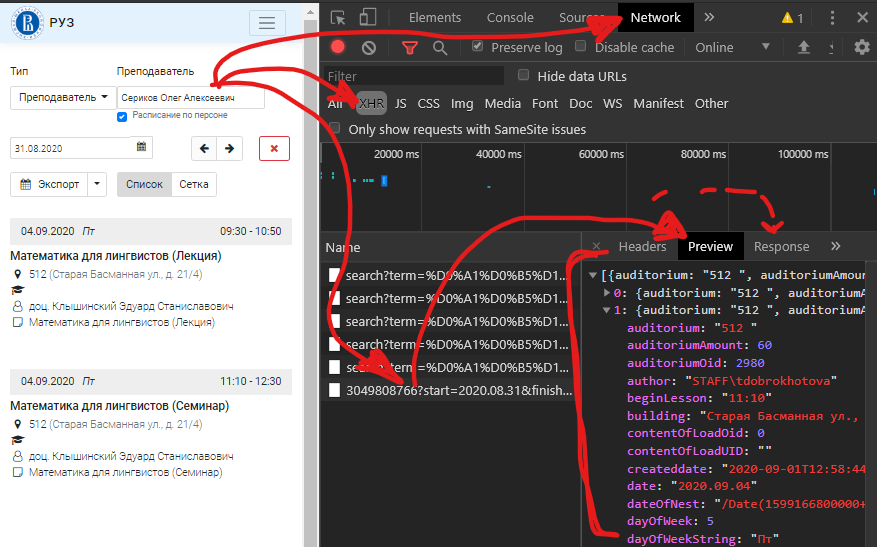 РУЗ
Тип
Преподаватель
Преподаватель
Сериков Олег Алексеевич
Расписание по персоне
31.08.2020
Экспорт
Список
Сетка
04.09.2020 Пт 09:30 - 10:50
Математика для лингвистов (Лекция)
512 (Старая Басманная ул., д. 21/4)
доц. Клышинский Эдуард Станиславович
Математика для лингвистов (Лекция)
04.09.2020 Пт 11:10 - 12:30
Математика для лингвистов (Семинар)
512 (Старая Басманная ул., д. 21/4)
доц. Клышинский Эдуард Станиславович
Математика для лингвистов (Семинар)
Elements Console Sources Network » 1
Preserve log Disable cache Online
Filter Hide data URLs
All XHR JS CSS Img Media Font Doc WS Manifest Other
Only show requests with SameSite issues
20000 ms 40000 ms 60000 ms 80000 ms 100000 ms
Name
search?term=%D0%A1%D0%B5%D1...
search?term=%D0%A1%D0%B5%D1...
search?term=%D0%A1%D0%B5%D1...
search?term=%D0%A1%D0%B5%D1...
search?term=%D0%A1%D0%B5%D1...
3049808766?start=2020.08.31&finish...
Headers Preview Response »
[{auditorium: "512 ", auditoriumAmoun
0: {auditorium: "512 ", auditoriumA
1: {auditorium: "512 ", auditoriumA
auditorium: "512 "
auditoriumAmount: 60
auditoriumOid: 2980
author: "STAFF\tdobrokhotova"
beginLesson: "11:10"
building: "Старая Басманная ул.,
contentOfLoadOid: 0
contentOfLoadUID: ""
createddate: "2020-09-01T12:58:44
date: "2020.09.04"
dateOfNest: "/Date(1599166800000+
dayOfWeek: 5
dayOfWeekString: "Пт"